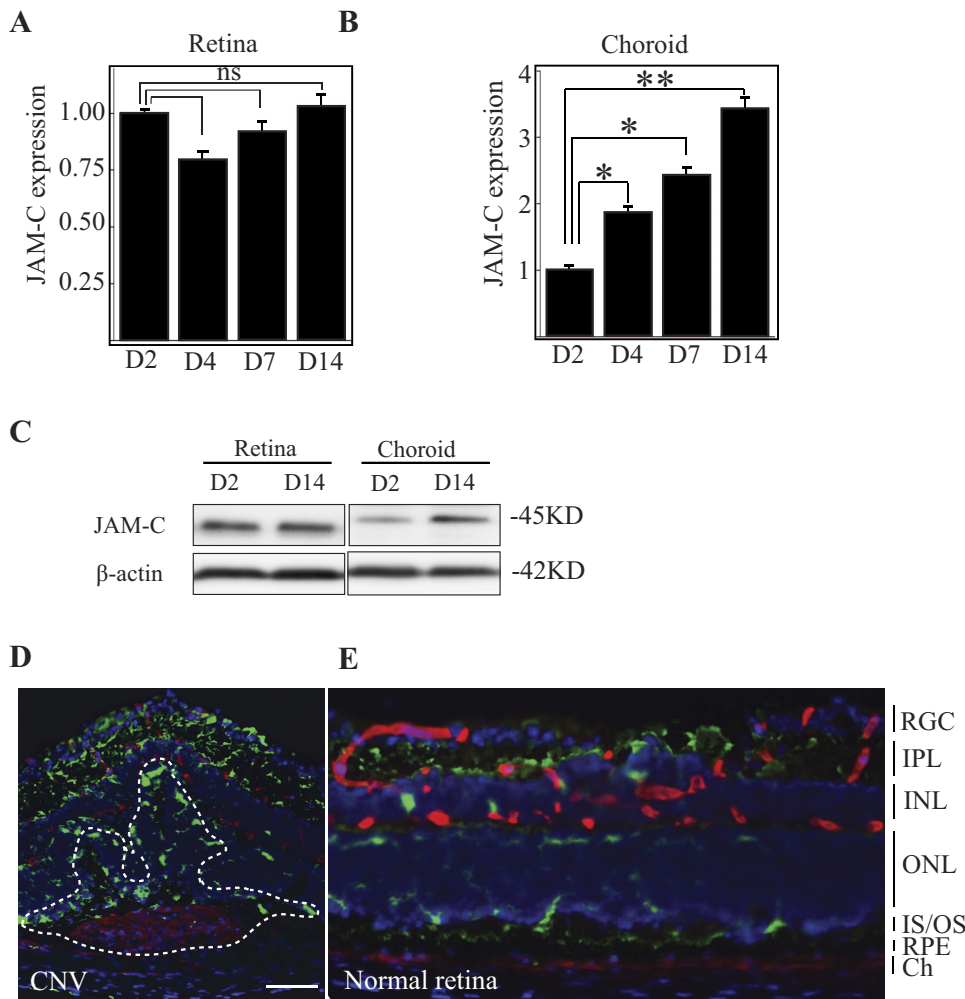 A
Retina
ns
JAM-C expression
1.00
0.75
0.50
0.25
D2 D4 D7 D14
B
Choroid
**
*
*
JAM-C expression
4
3
2
1
D2 D4 D7 D14
C
Retina Choroid
D2 D14 D2 D14
JAM-C -45KD
β-actin -42KD
D
CNV
E
Normal retina
RGC
IPL
INL
ONL
IS/OS
RPE
Ch